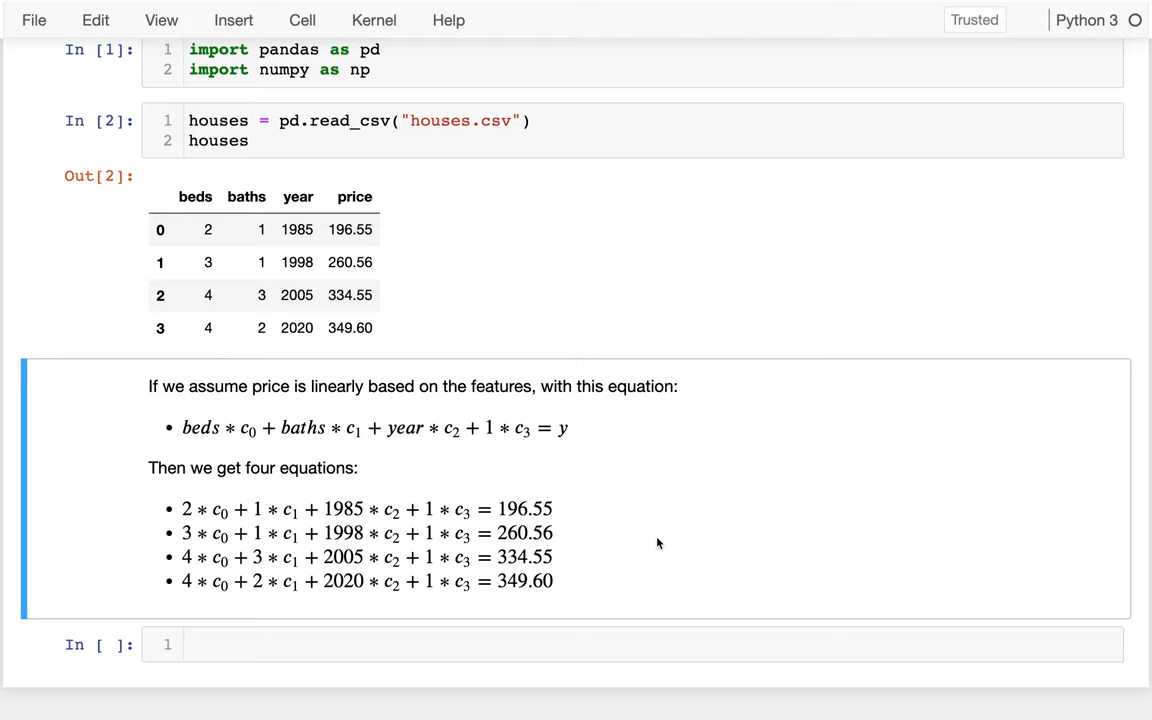 File Edit View Insert Cell Kernel Help Trusted Python 3
In [1]: 1 import pandas as pd
2 import numpy as np
In [2]: 1 houses = pd.read_csv("houses.csv")
2 houses
Out[2]:
beds baths year price
0 2 1 1985 196.55
1 3 1 1998 260.56
2 4 3 2005 334.55
3 4 2 2020 349.60
If we assume price is linearly based on the features, with this equation:
• beds ∗ c₀ + baths ∗ c₁ + year ∗ c₂ + 1 ∗ c₃ = y
Then we get four equations:
• 2 ∗ c₀ + 1 ∗ c₁ + 1985 ∗ c₂ + 1 ∗ c₃ = 196.55
• 3 ∗ c₀ + 1 ∗ c₁ + 1998 ∗ c₂ + 1 ∗ c₃ = 260.56
• 4 ∗ c₀ + 3 ∗ c₁ + 2005 ∗ c₂ + 1 ∗ c₃ = 334.55
• 4 ∗ c₀ + 2 ∗ c₁ + 2020 ∗ c₂ + 1 ∗ c₃ = 349.60
In [ ]: 1